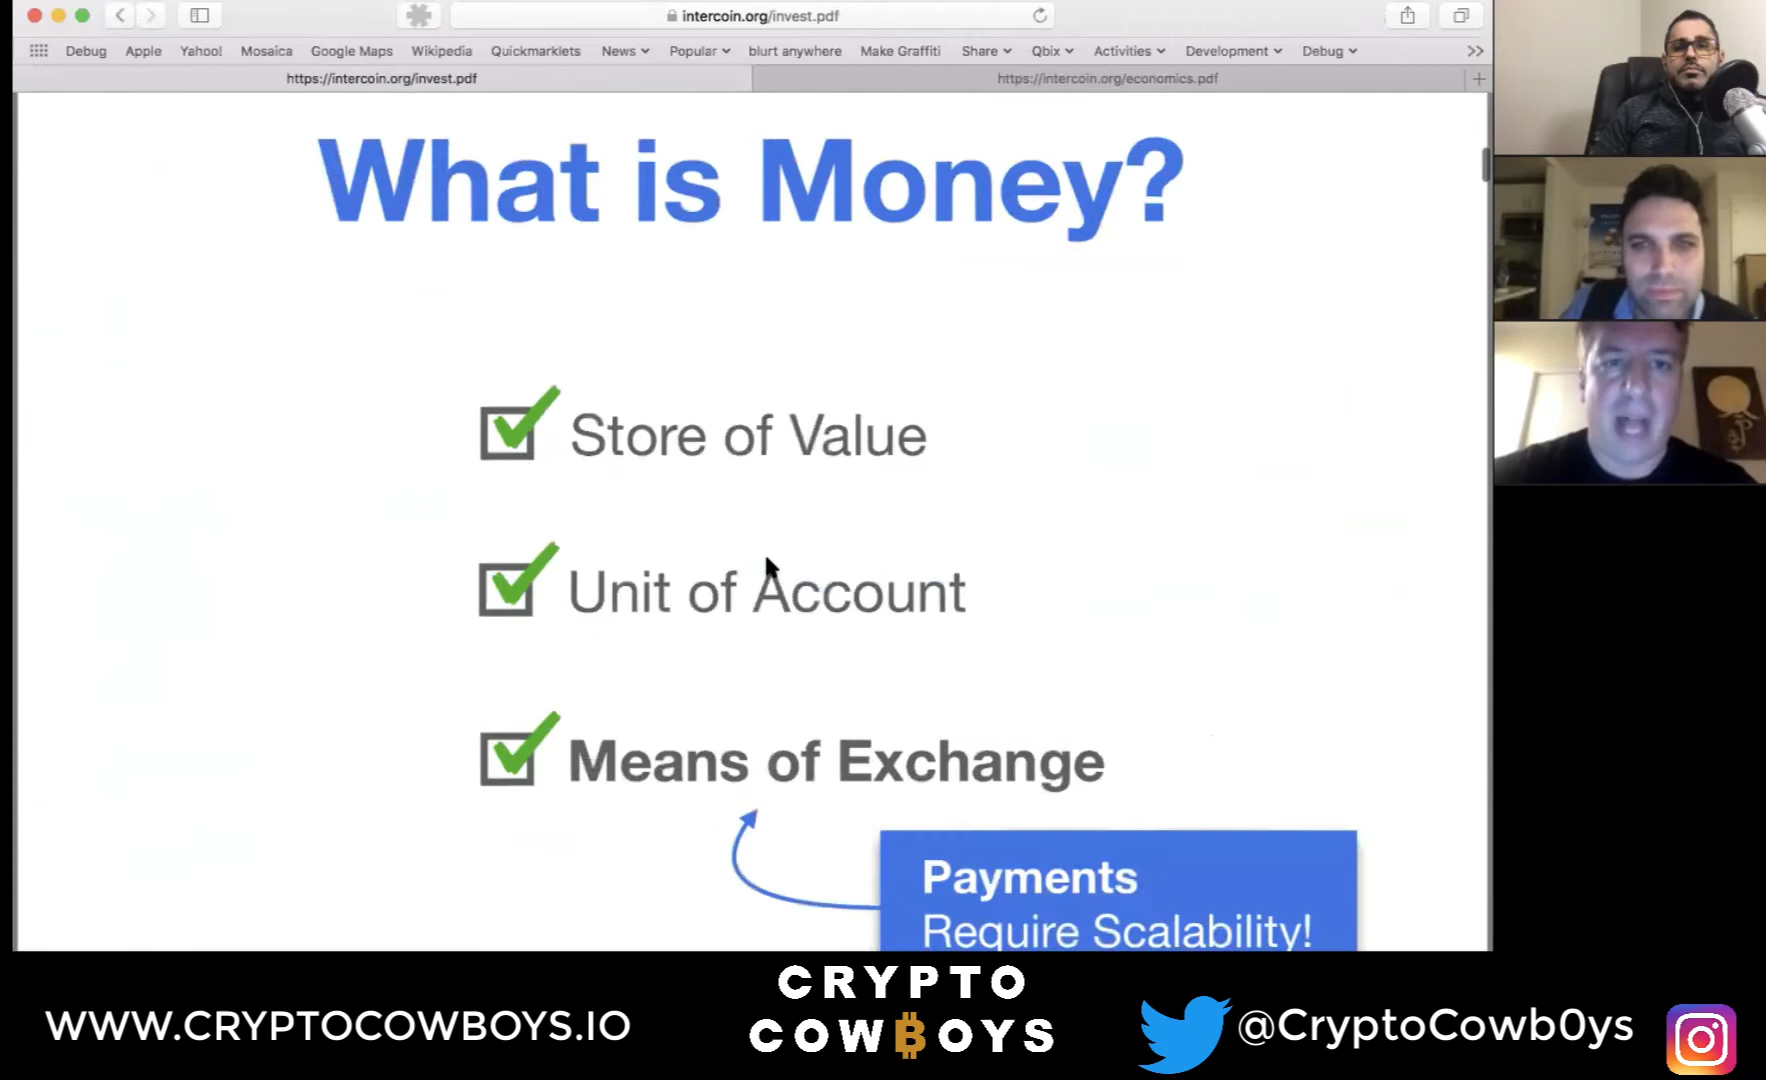 intercoin.org/invest.pdf
Debug Apple Yahoo! Mosaica Google Maps Wikipedia Quickmarklets News Popular blurt anywhere Make Graffiti Share Qbix Activities Development Debug >>
https://intercoin.org/invest.pdf https://intercoin.org/economics.pdf +
What is Money?
Store of Value
Unit of Account
Means of Exchange
Payments
Require Scalability!
WWW.CRYPTOCOWBOYS.IO
CRYPTO
COWBOYS
@CryptoCowb0ys